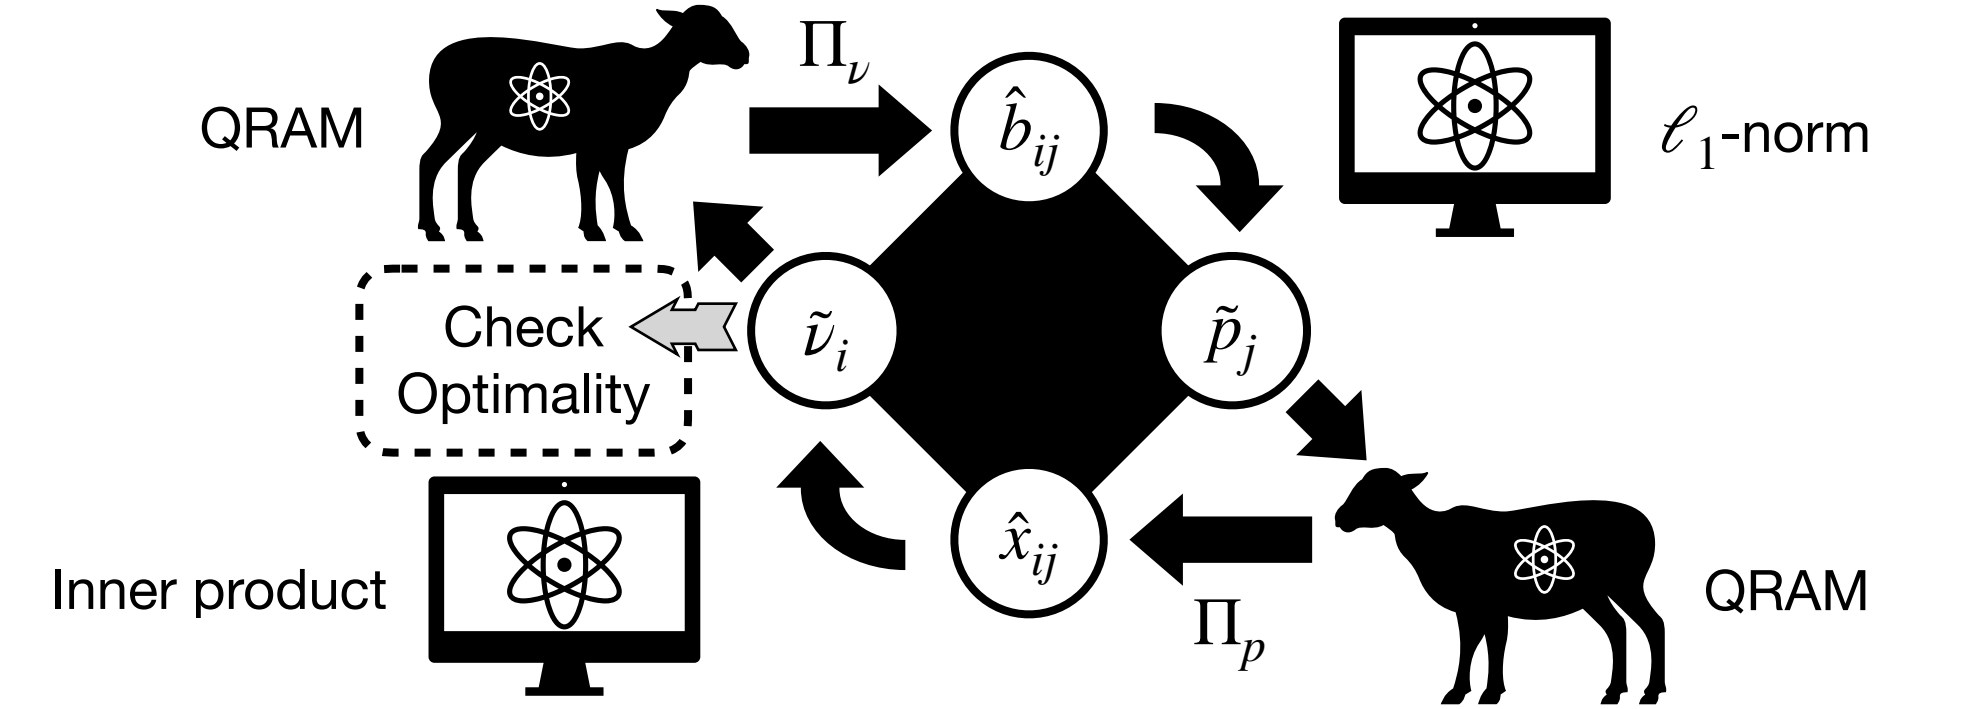 QRAM
Πν
b̂ij
ℓ1-norm
Check
Optimality
ν̃i
p̃j
Inner product
x̂ij
Πp
QRAM